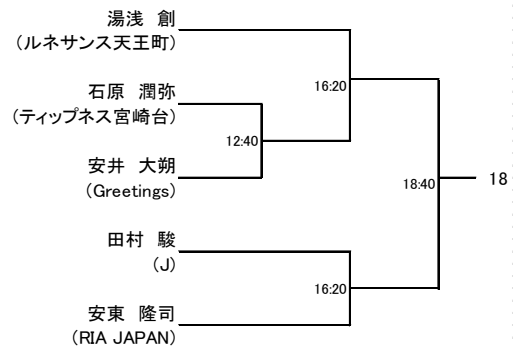 湯浅 創
(ルネサンス天王町)
16:20
石原 潤弥
(ティップネス宮崎台)
12:40
安井 大朔
(Greetings)
18:40
18
田村 駿
(J)
16:20
安東 隆司
(RIA JAPAN)